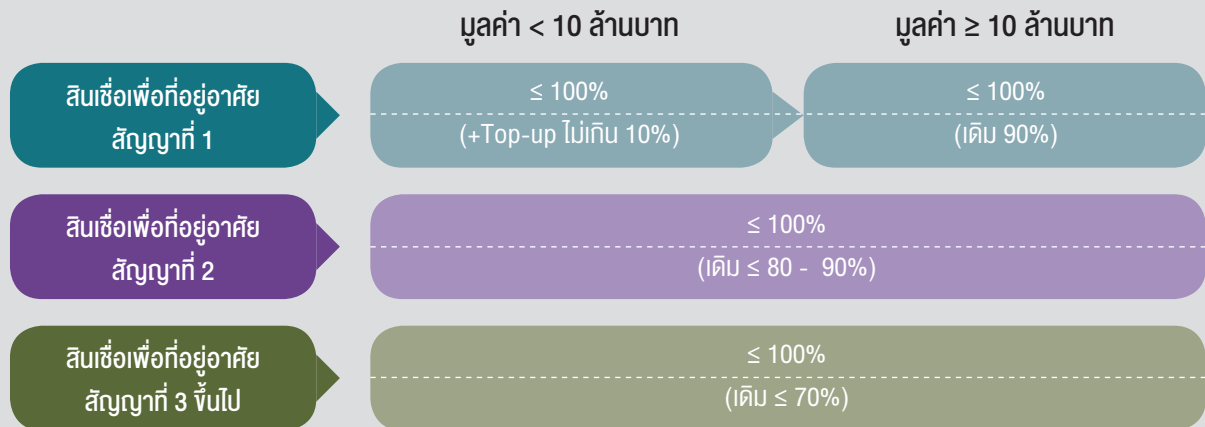 มูลค่า < 10 ล้านบาท
มูลค่า ≥ 10 ล้านบาท
สินเชื่อเพื่อที่อยู่อาศัย
สัญญาที่ 1
≤ 100%
(+Top-up ไม่เกิน 10%)
≤ 100%
(เดิม 90%)
สินเชื่อเพื่อที่อยู่อาศัย
สัญญาที่ 2
≤ 100%
(เดิม ≤ 80 - 90%)
สินเชื่อเพื่อที่อยู่อาศัย
สัญญาที่ 3 ขึ้นไป
≤ 100%
(เดิม ≤ 70%)